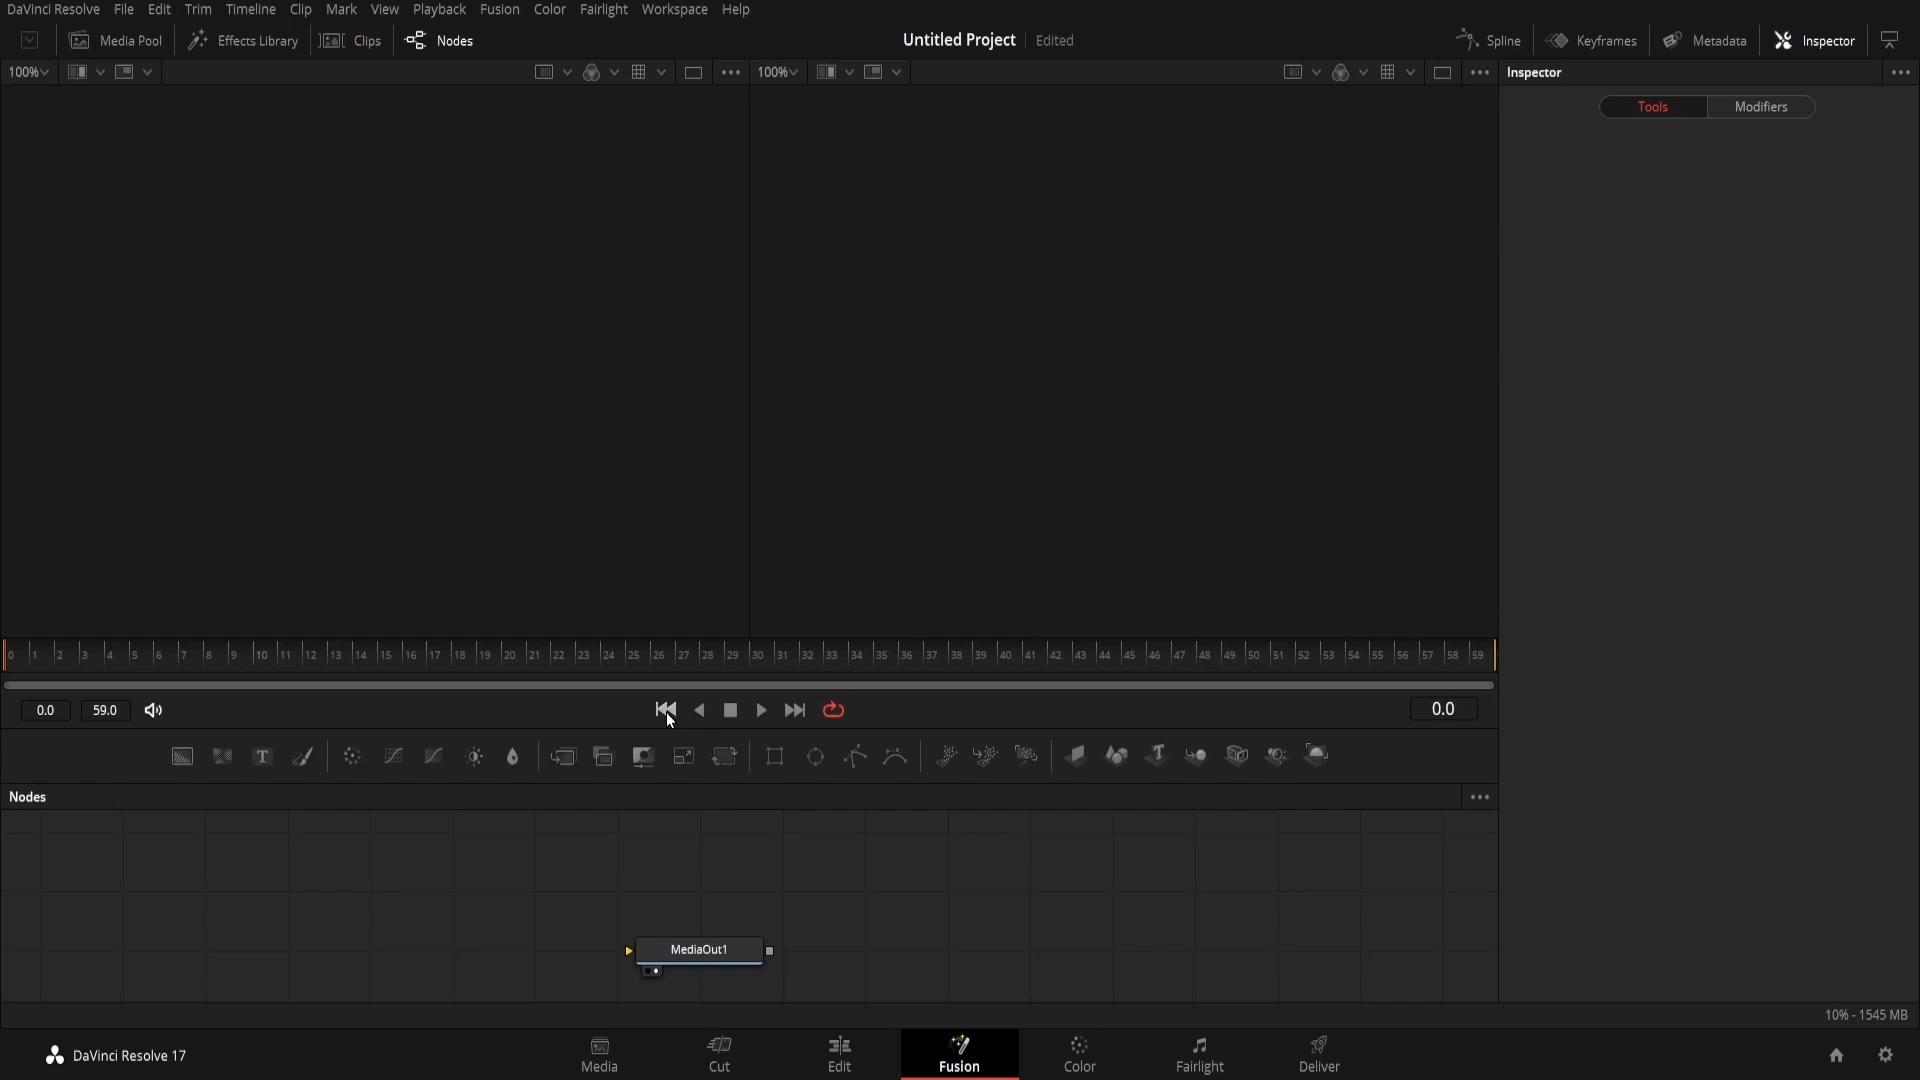 DaVinci Resolve File Edit Trim Timeline Clip Mark View Playback Fusion Color Fairlight Workspace Help
Media Pool Effects Library Clips Nodes Untitled Project Edited Spline Keyframes Metadata Inspector
100% 100% Inspector
Tools Modifiers
0 1 2 3 4 5 6 7 8 9 10 11 12 13 14 15 16 17 18 19 20 21 22 23 24 25 26 27 28 29 30 31 32 33 34 35 36 37 38 39 40 41 42 43 44 45 46 47 48 49 50 51 52 53 54 55 56 57 58 59
0.0 59.0 0.0
T T
Nodes
MediaOut1
10% - 1545 MB
DaVinci Resolve 17 Media Cut Edit Fusion Color Fairlight Deliver